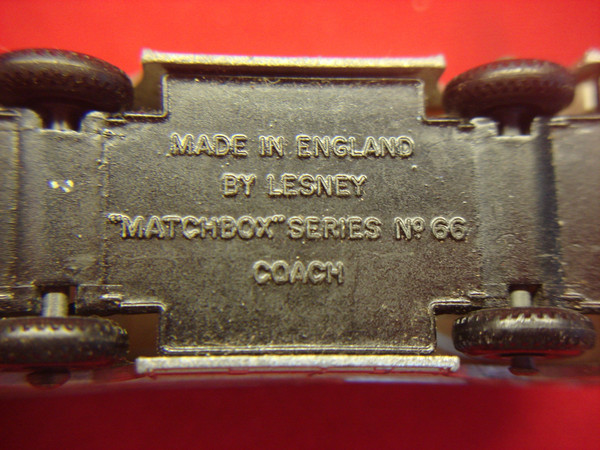 MADE IN ENGLAND
BY LESNEY
"MATCHBOX" SERIES Nº 66
COACH